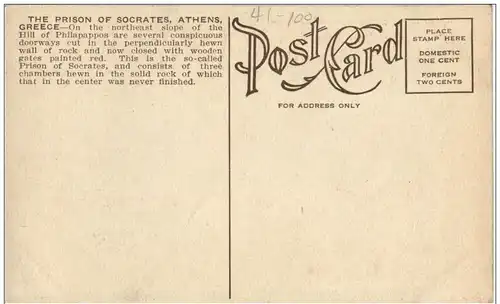 THE PRISON OF SOCRATES, ATHENS,
GREECE—On the northeast slope of the
Hill of Philapappos are several conspicuous
doorways cut in the perpendicularly hewn
wall of rock and now closed with wooden
gates painted red. This is the so-called
Prison of Socrates, and consists of three
chambers hewn in the solid rock of which
that in the center was never finished.
41-100
Post Card
FOR ADDRESS ONLY
PLACE
STAMP HERE
DOMESTIC
ONE CENT
FOREIGN
TWO CENTS